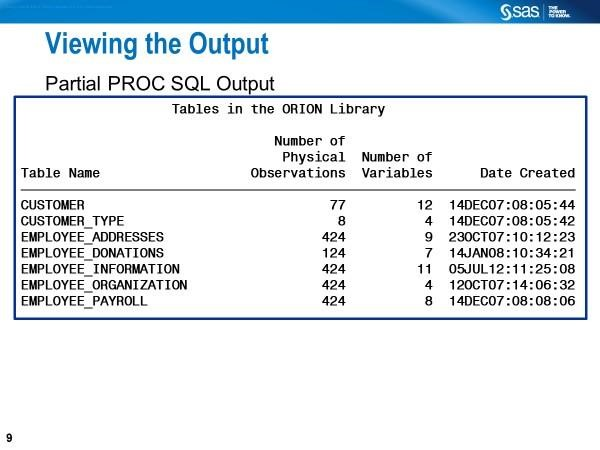 sas THE
POWER
TO KNOW.
Viewing the Output
Partial PROC SQL Output
Tables in the ORION Library
Number of
Physical Number of
Table Name Observations Variables Date Created
CUSTOMER 77 12 14DEC07:08:05:44
CUSTOMER_TYPE 8 4 14DEC07:08:05:42
EMPLOYEE_ADDRESSES 424 9 23OCT07:10:12:23
EMPLOYEE_DONATIONS 124 7 14JAN08:10:34:21
EMPLOYEE_INFORMATION 424 11 05JUL12:11:25:08
EMPLOYEE_ORGANIZATION 424 4 12OCT07:14:06:32
EMPLOYEE_PAYROLL 424 8 14DEC07:08:08:06
9